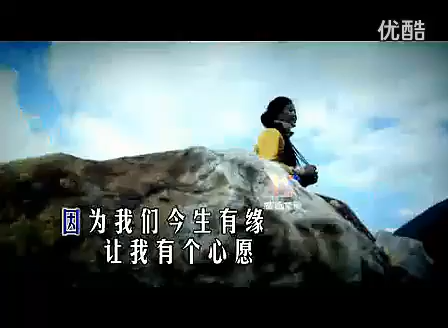 优酷
因为我们今生有缘
让我有个心愿